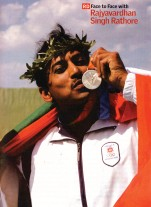 Face to Face with
Rajyavardhan
Singh Rathore